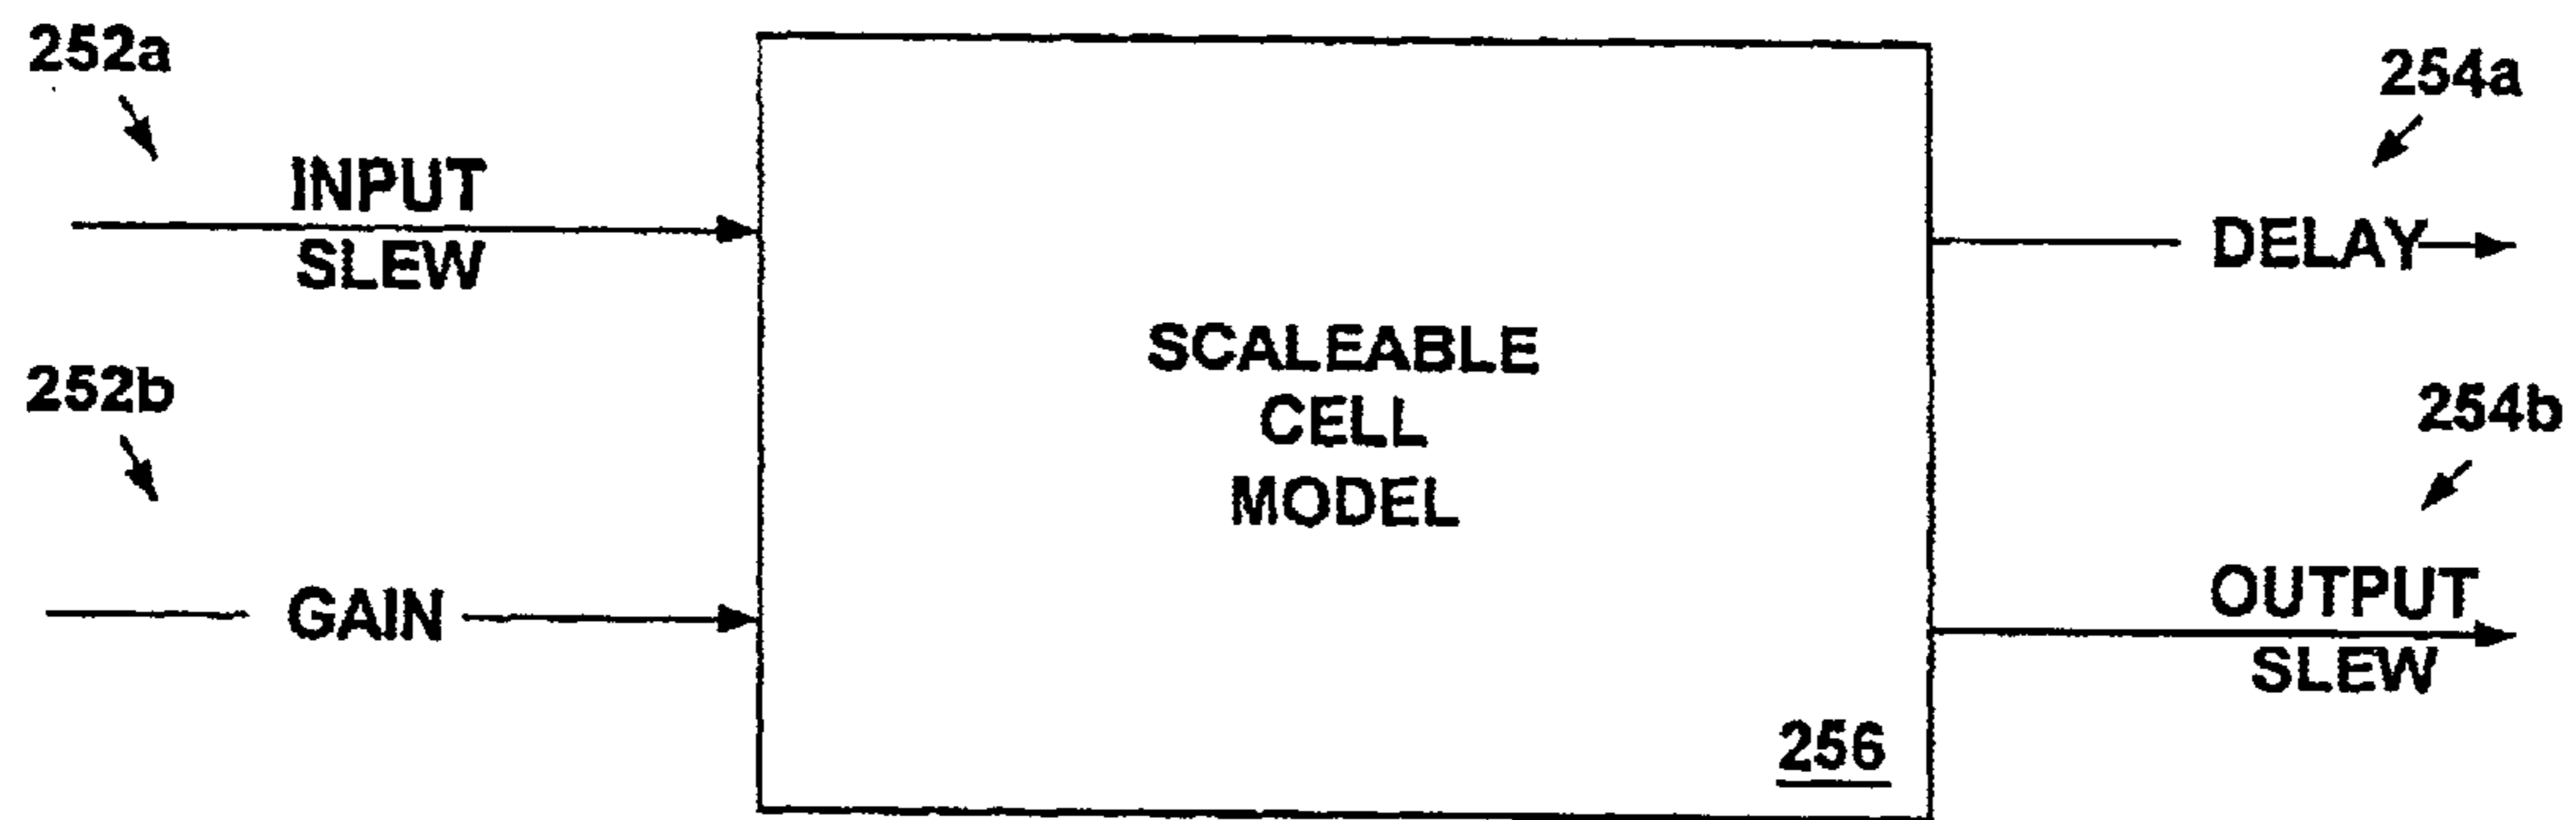 252a
INPUT
SLEW
252b
GAIN
SCALEABLE
CELL
MODEL
256
254a
DELAY
254b
OUTPUT
SLEW